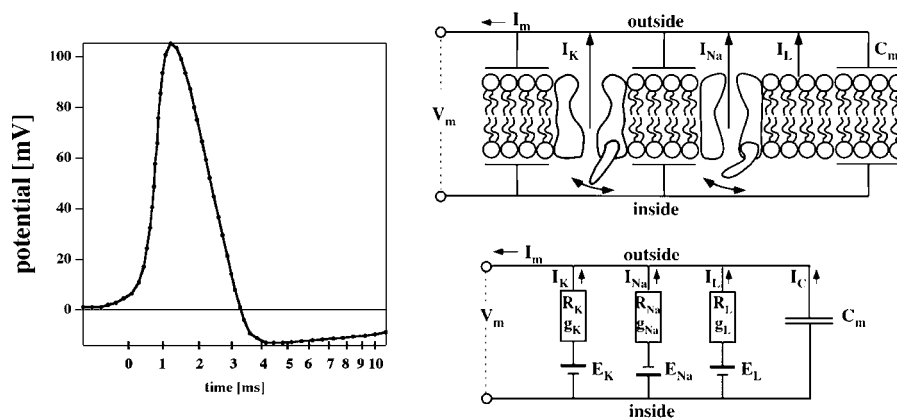 potential [mV]
100
80
60
40
20
0
0 1 2 3 4 5 6 7 8 9 10
time [ms]
I_m
outside
I_K
I_Na
I_L
C_m
V_m
inside
I_m
outside
I_K
I_Na
I_L
I_C
V_m
R_K
g_K
R_Na
g_Na
R_L
g_L
C_m
E_K
E_Na
E_L
inside